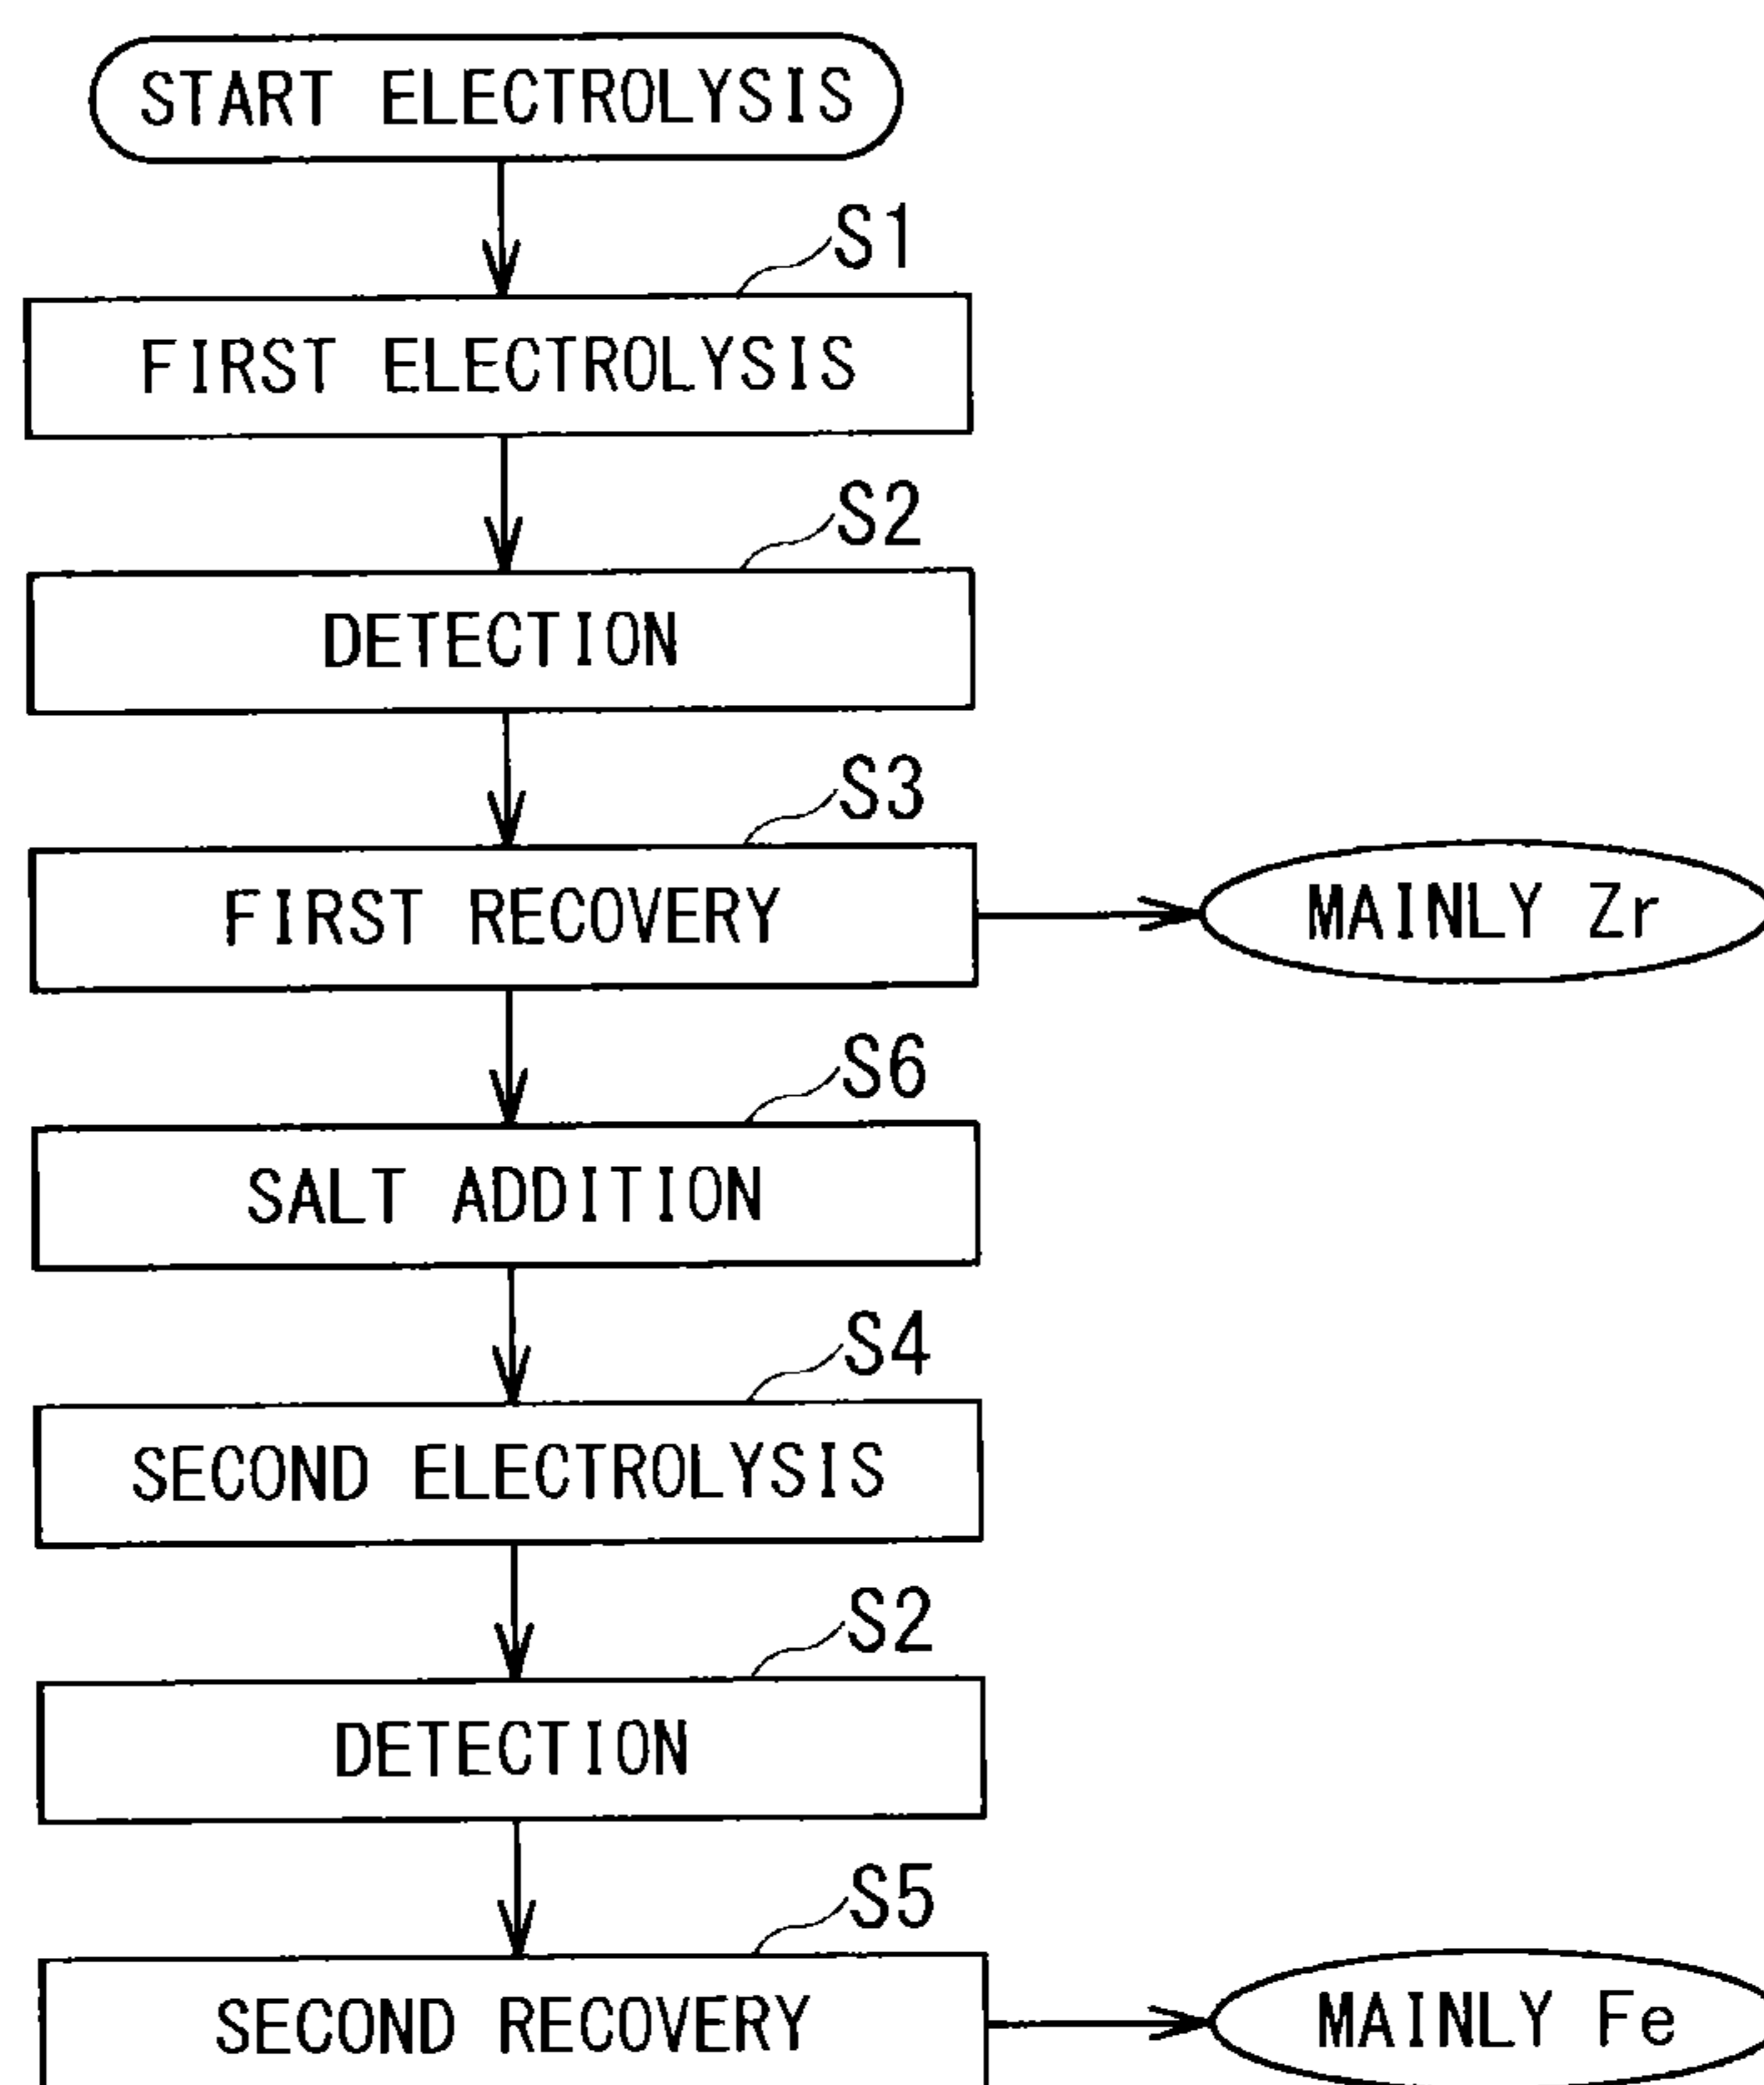 START ELECTROLYSIS
S1
FIRST ELECTROLYSIS
S2
DETECTION
S3
FIRST RECOVERY
MAINLY Zr
S6
SALT ADDITION
S4
SECOND ELECTROLYSIS
S2
DETECTION
S5
SECOND RECOVERY
MAINLY Fe